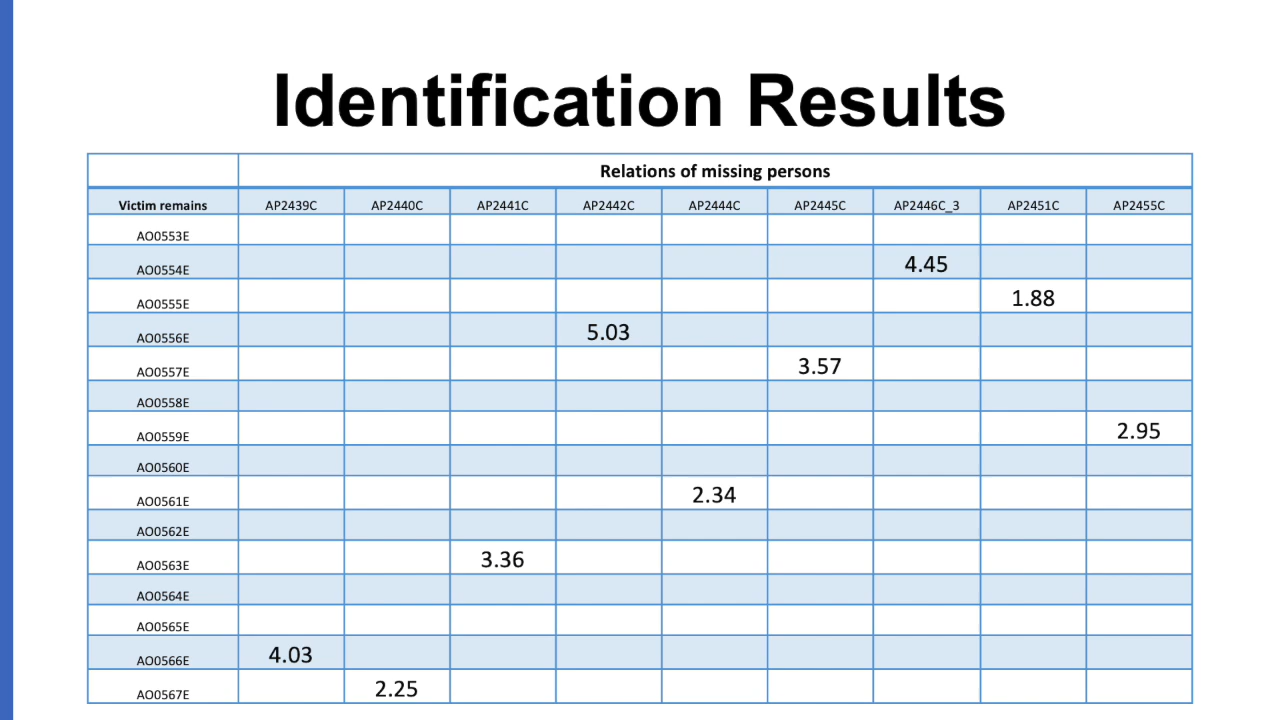 Identification Results
Relations of missing persons
Victim remains AP2439C AP2440C AP2441C AP2442C AP2444C AP2445C AP2446C_3 AP2451C AP2455C
AO0553E
AO0554E 4.45
AO0555E 1.88
AO0556E 5.03
AO0557E 3.57
AO0558E
AO0559E 2.95
AO0560E
AO0561E 2.34
AO0562E
AO0563E 3.36
AO0564E
AO0565E
AO0566E 4.03
AO0567E 2.25